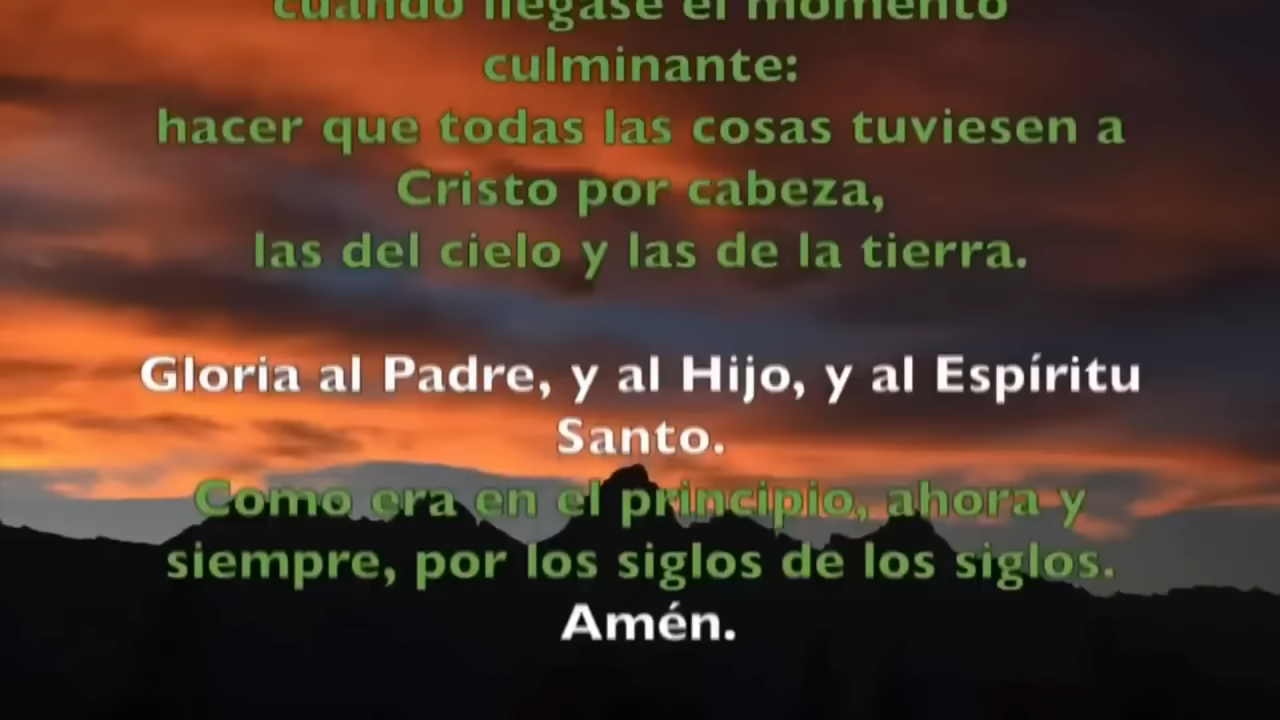 cuando llegase el momento
culminante:
hacer que todas las cosas tuviesen a
Cristo por cabeza,
las del cielo y las de la tierra.
Gloria al Padre, y al Hijo, y al Espíritu
Santo.
Como era en el principio, ahora y
siempre, por los siglos de los siglos.
Amén.